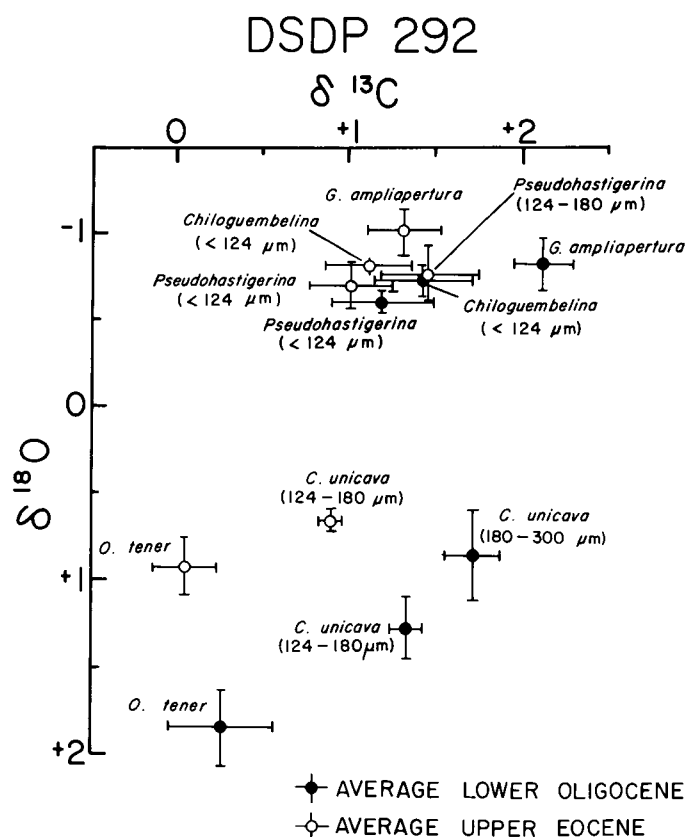 DSDP 292
δ ¹³C
0 +1 +2
G. ampliapertura
Pseudohastigerina
(124-180 μm)
Chiloguembelina
(< 124 μm)
G. ampliapertura
Pseudohastigerina
(< 124 μm)
Chiloguembelina
(< 124 μm)
Pseudohastigerina
(< 124 μm)
-1
0
δ ¹⁸O
+1
+2
C. unicava
(124-180 μm)
C. unicava
(180-300 μm)
O. tener
C. unicava
(124-180μm)
O. tener
AVERAGE LOWER OLIGOCENE
AVERAGE UPPER EOCENE